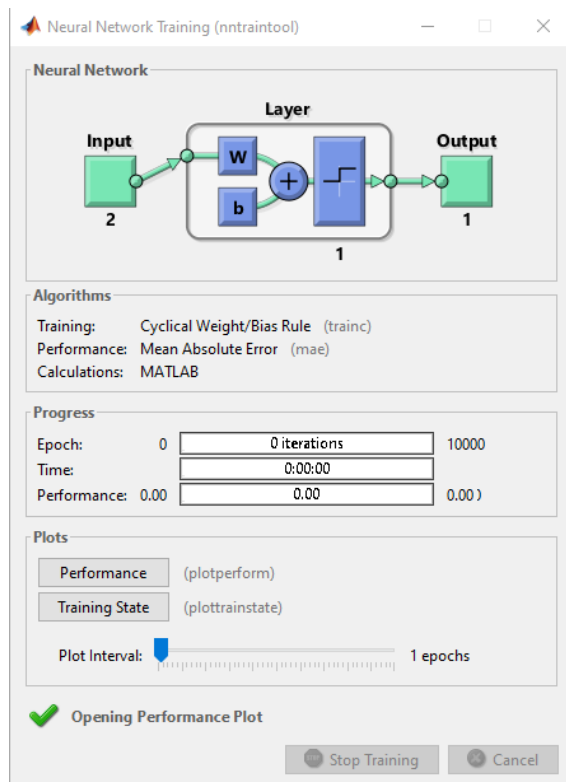 Neural Network Training (nntraintool)
Neural Network
Layer
Input
Output
W
b
+
2
1
1
Algorithms
Training: Cyclical Weight/Bias Rule (trainc)
Performance: Mean Absolute Error (mae)
Calculations: MATLAB
Progress
Epoch: 0 0 iterations 10000
Time: 0:00:00
Performance: 0.00 0.00 0.00 )
Plots
Performance (plotperform)
Training State (plottrainstate)
Plot Interval: 1 epochs
Opening Performance Plot
Stop Training Cancel